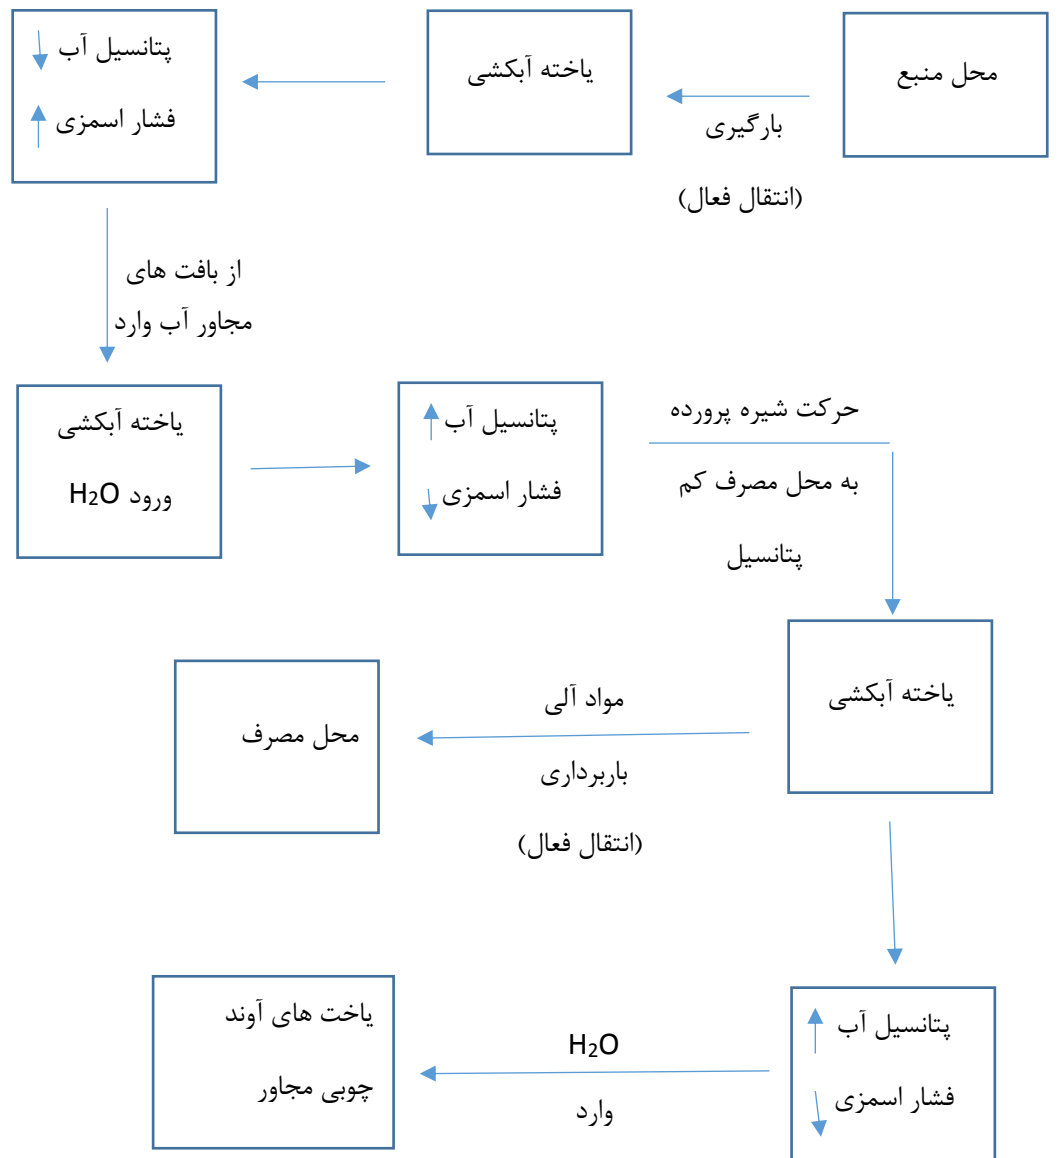 محل منبع
بارگیری
(انتقال فعال)
یاخته آبکشی
پتانسیل آب
فشار اسمزی
از بافت های
مجاور آب وارد
یاخته آبکشی
ورود H₂O
پتانسیل آب
فشار اسمزی
حرکت شیره پرورده
به محل مصرف کم
پتانسیل
یاخته آبکشی
مواد آلی
باربرداری
(انتقال فعال)
محل مصرف
پتانسیل آب
فشار اسمزی
H₂O
وارد
یاخت های آوند
چوبی مجاور